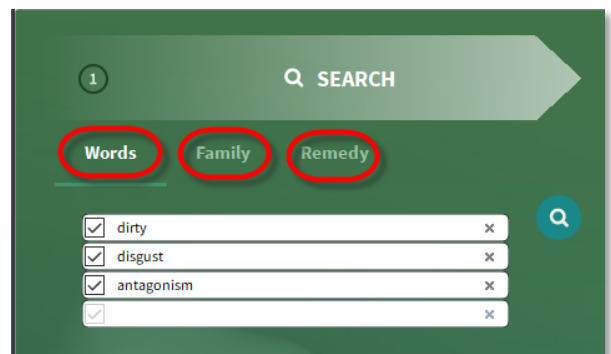 1 SEARCH
Words Family Remedy
dirty
disgust
antagonism